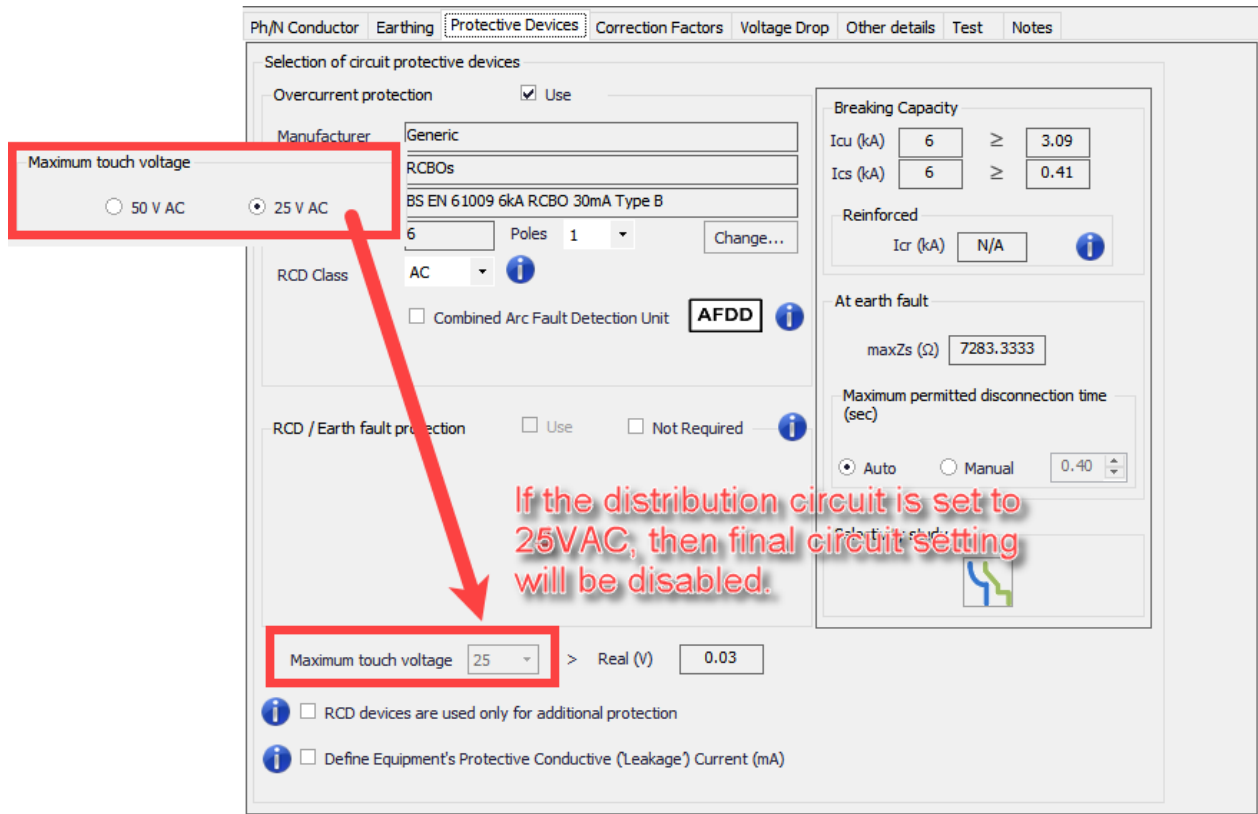 Ph/N Conductor Earthing Protective Devices Correction Factors Voltage Drop Other details Test Notes
Selection of circuit protective devices
Overcurrent protection Use
Manufacturer Generic
RCBOs
BS EN 61009 6kA RCBO 30mA Type B
6 Poles 1 Change...
RCD Class AC
Combined Arc Fault Detection Unit AFDD
Maximum touch voltage
50 V AC 25 V AC
RCD / Earth fault protection Use Not Required
Breaking Capacity
Icu (kA) 6 ≥ 3.09
Ics (kA) 6 ≥ 0.41
Reinforced
Icr (kA) N/A
At earth fault
maxZs (Ω) 7283.3333
Maximum permitted disconnection time
(sec)
Auto Manual 0.40
Selectivity study
If the distribution circuit is set to
25VAC, then final circuit setting
will be disabled.
Maximum touch voltage 25 > Real (V) 0.03
RCD devices are used only for additional protection
Define Equipment's Protective Conductive ('Leakage') Current (mA)